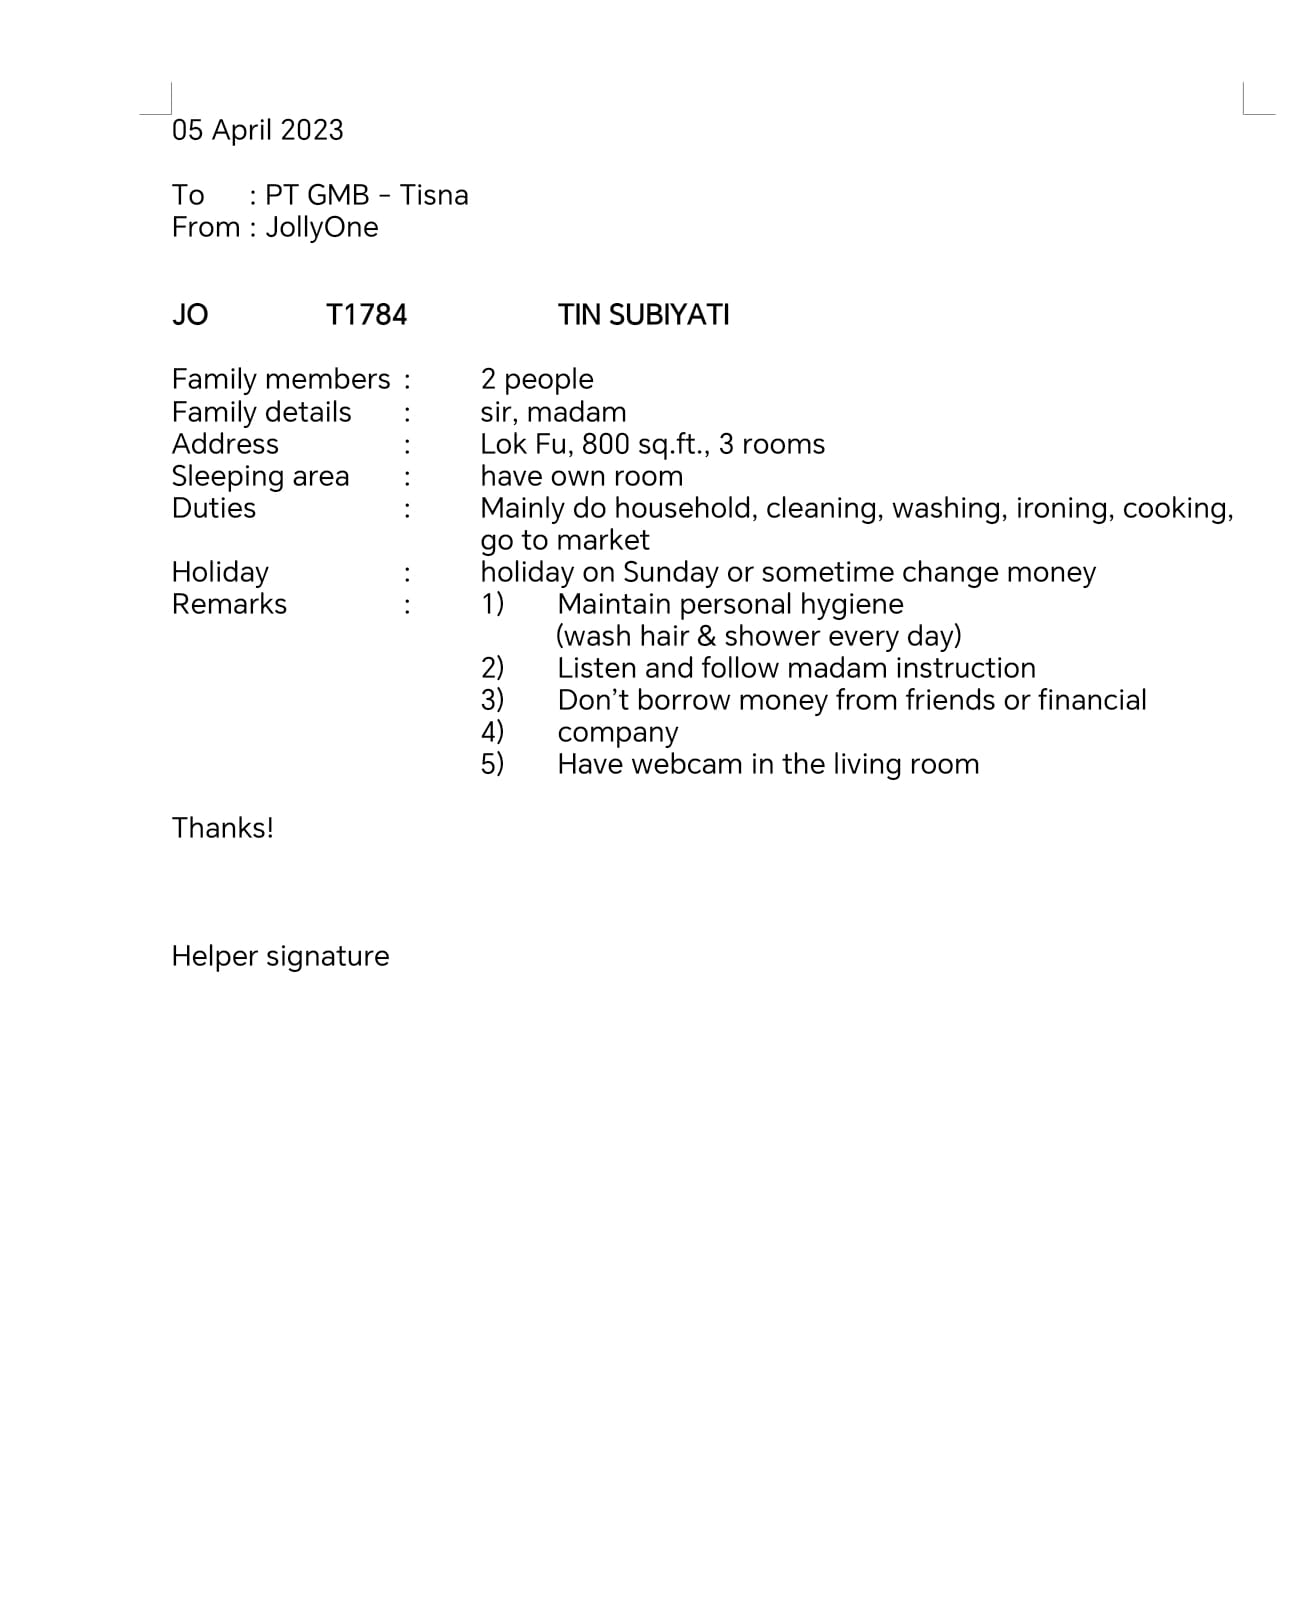 05 April 2023
To : PT GMB - Tisna
From : JollyOne
JO T1784 TIN SUBIYATI
Family members : 2 people
Family details : sir, madam
Address : Lok Fu, 800 sq.ft., 3 rooms
Sleeping area : have own room
Duties : Mainly do household, cleaning, washing, ironing, cooking,
go to market
Holiday : holiday on Sunday or sometime change money
Remarks : 1) Maintain personal hygiene
(wash hair & shower every day)
2) Listen and follow madam instruction
3) Don’t borrow money from friends or financial
4) company
5) Have webcam in the living room
Thanks!
Helper signature